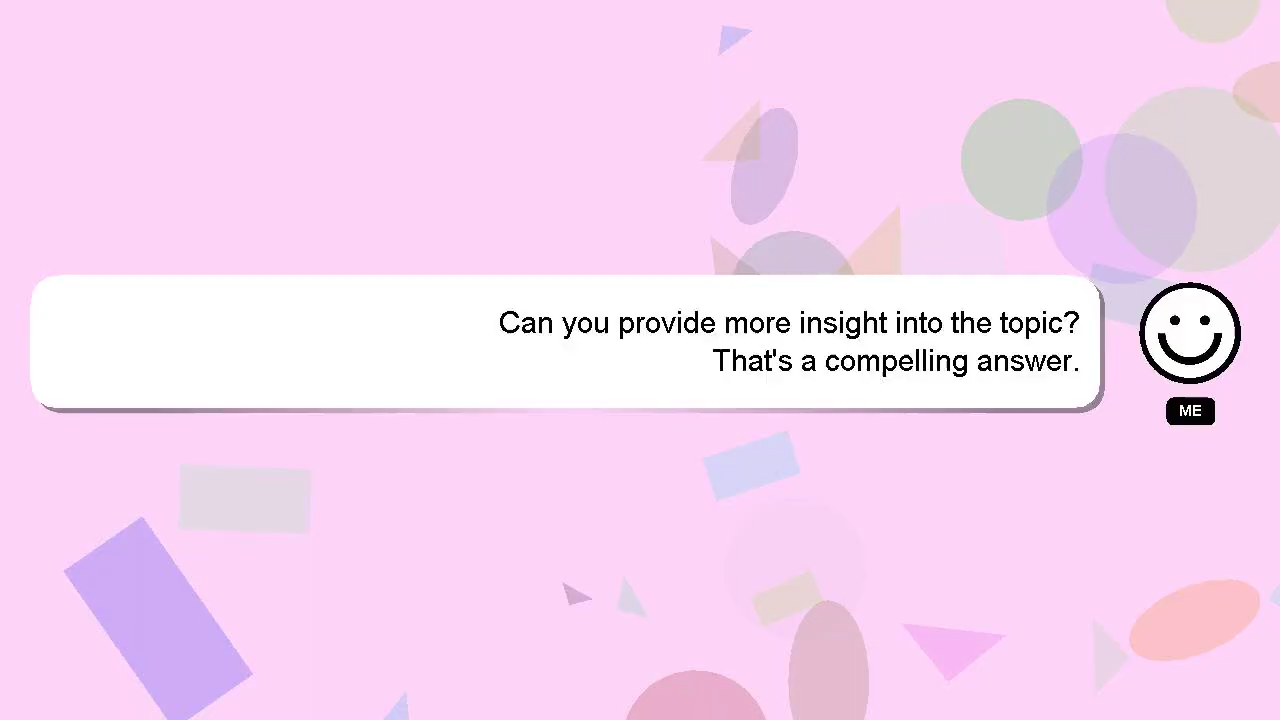 Can you provide more insight into the topic?
That's a compelling answer.
ME